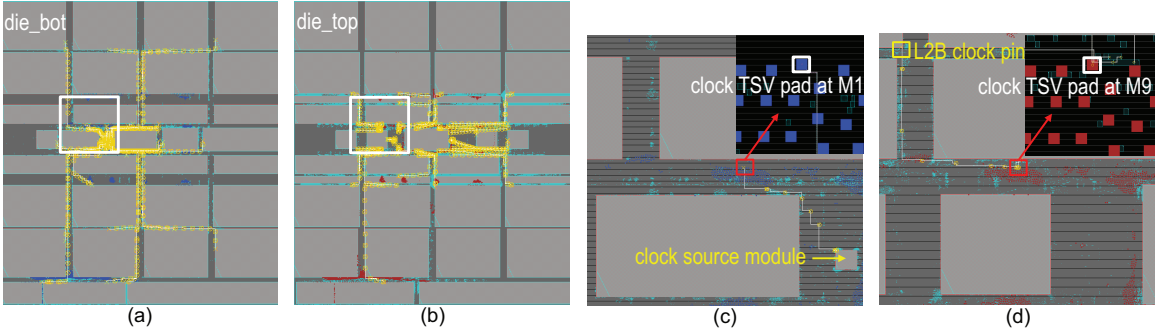 die_bot
die_top
L2B clock pin
clock TSV pad at M1
clock TSV pad at M9
clock source module
(a)
(b)
(c)
(d)